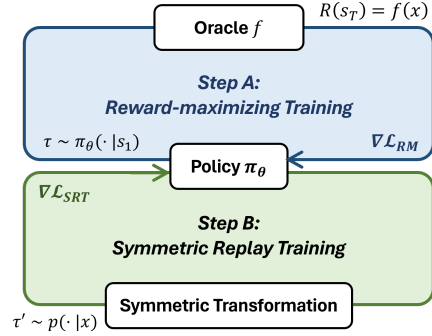 Oracle f
R(s_T) = f(x)
Step A:
Reward-maximizing Training
τ ~ π_θ(· |s_1)
∇ℒ_RM
Policy π_θ
∇ℒ_SRT
Step B:
Symmetric Replay Training
τ′ ~ p(· |x)
Symmetric Transformation